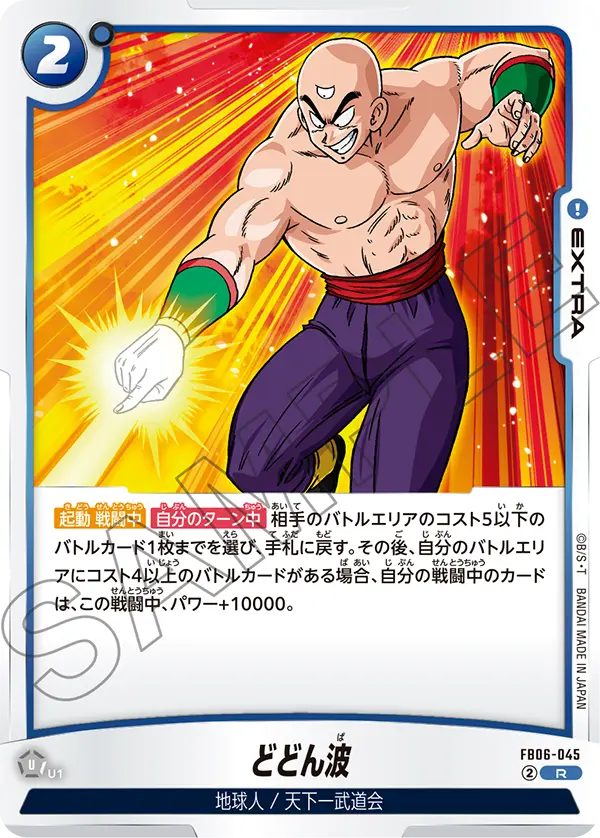 2
EXTRA
SAMPLE
起動 戦闘中 自分のターン中 相手のバトルエリアのコスト5以下の
バトルカード1枚までを選び、手札に戻す。その後、自分のバトルエリ
アにコスト4以上のバトルカードがある場合、自分の戦闘中のカード
は、この戦闘中、パワー+10000。
©B/S・T BANDAI MADE IN JAPAN
U/U1
どどん波
FB06-045
2 R
地球人 / 天下一武道会